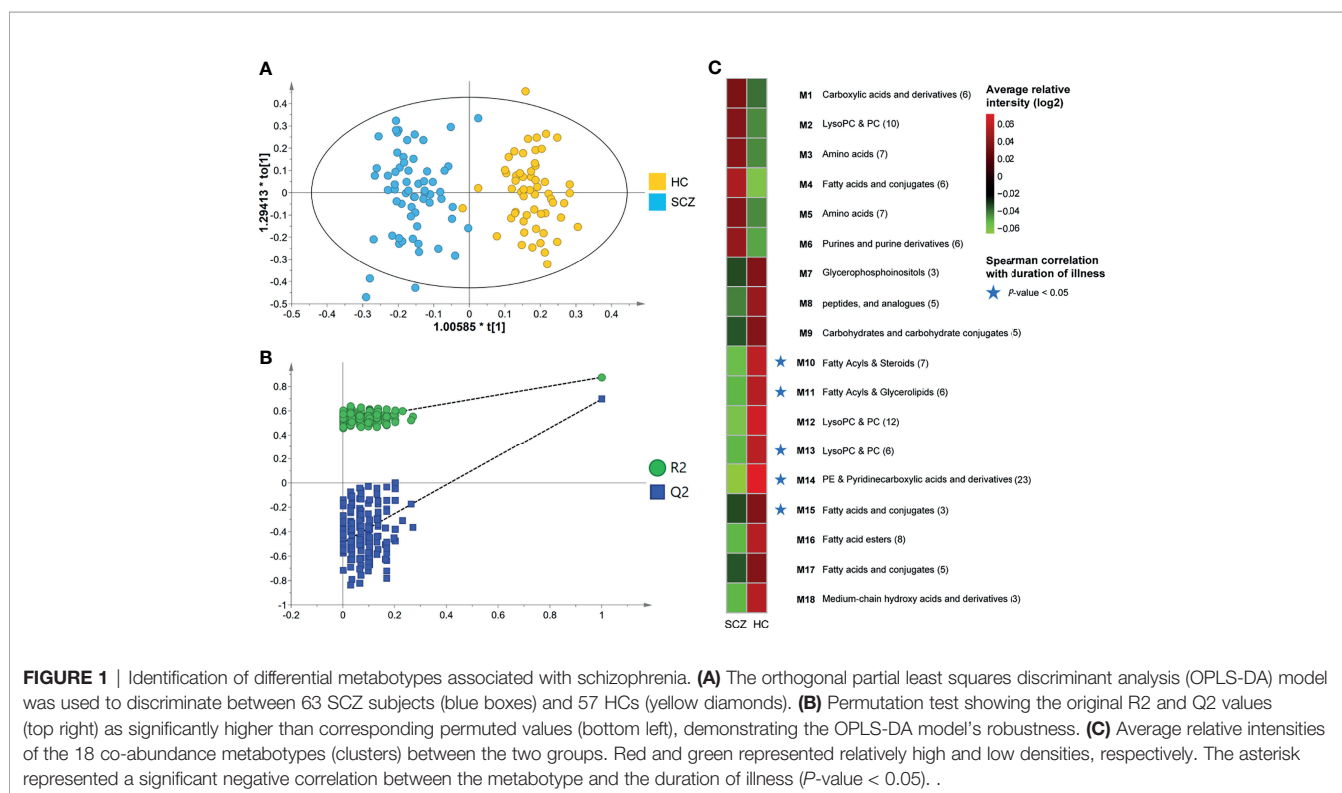 A
0.4
0.3
0.2
0.1
0
-0.1
-0.2
-0.3
-0.4
-0.5
1.29413 * to[1]
-0.5 -0.4 -0.3 -0.2 -0.1 0 0.1 0.2 0.3 0.4 0.5
1.00585 * t[1]
HC
SCZ
B
0.8
0.6
0.4
0.2
0
-0.2
-0.4
-0.6
-0.8
-1
-0.2 0 0.2 0.4 0.6 0.8 1
R2
Q2
C
M1 Carboxylic acids and derivatives (6)
M2 LysoPC & PC (10)
M3 Amino acids (7)
M4 Fatty acids and conjugates (6)
M5 Amino acids (7)
M6 Purines and purine derivatives (6)
M7 Glycerophosphoinositols (3)
M8 peptides, and analogues (5)
M9 Carbohydrates and carbohydrate conjugates (5)
M10 Fatty Acyls & Steroids (7)
M11 Fatty Acyls & Glycerolipids (6)
M12 LysoPC & PC (12)
M13 LysoPC & PC (6)
M14 PE & Pyridinecarboxylic acids and derivatives (23)
M15 Fatty acids and conjugates (3)
M16 Fatty acid esters (8)
M17 Fatty acids and conjugates (5)
M18 Medium-chain hydroxy acids and derivatives (3)
SCZ HC
Average relative
intensity (log2)
0.06
0.04
0.02
0
−0.02
−0.04
−0.06
Spearman correlation
with duration of illness
P-value < 0.05
FIGURE 1 | Identification of differential metabotypes associated with schizophrenia. (A) The orthogonal partial least squares discriminant analysis (OPLS-DA) model
was used to discriminate between 63 SCZ subjects (blue boxes) and 57 HCs (yellow diamonds). (B) Permutation test showing the original R2 and Q2 values
(top right) as significantly higher than corresponding permuted values (bottom left), demonstrating the OPLS-DA model's robustness. (C) Average relative intensities
of the 18 co-abundance metabotypes (clusters) between the two groups. Red and green represented relatively high and low densities, respectively. The asterisk
represented a significant negative correlation between the metabotype and the duration of illness (P-value < 0.05). .